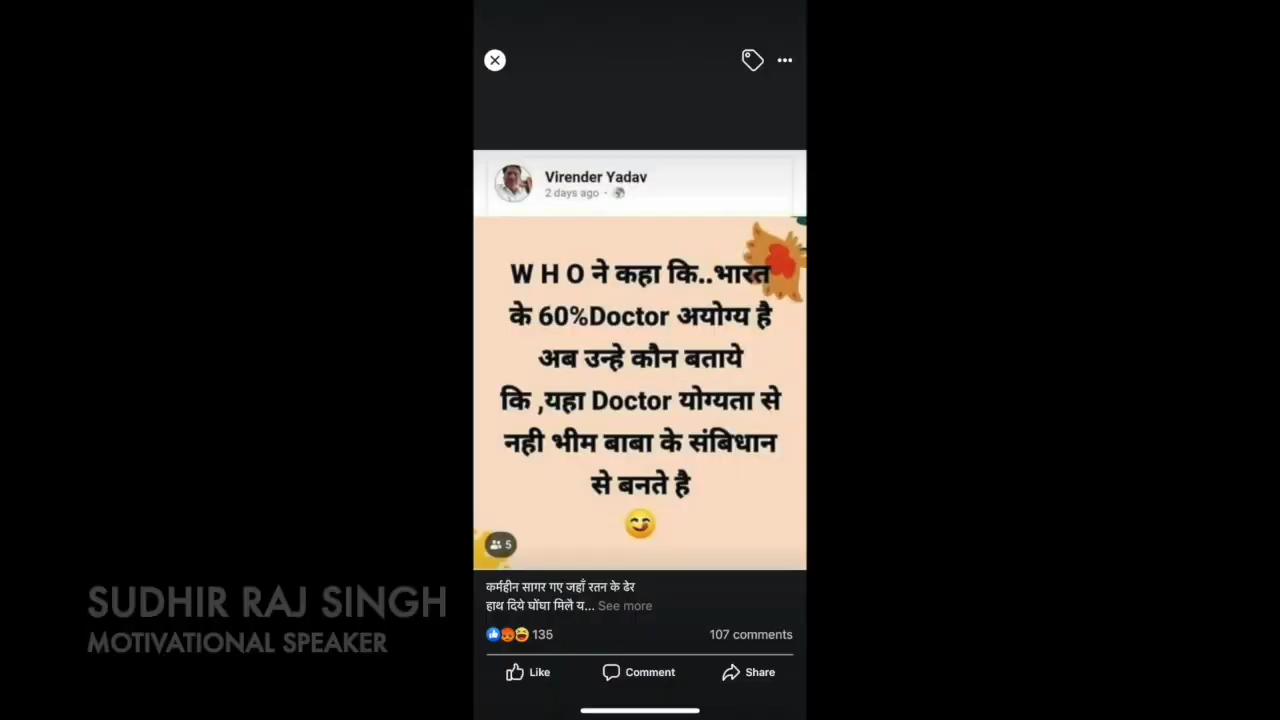 Virender Yadav
2 days ago ·
W H O ने कहा कि..भारत
के 60%Doctor अयोग्य है
अब उन्हे कौन बताये
कि ,यहा Doctor योग्यता से
नही भीम बाबा के संबिधान
से बनते है
5
कर्महीन सागर गए जहाँ रतन के ढेर
हाथ दिये घोंघा मिलै य... See more
135 107 comments
Like Comment Share
SUDHIR RAJ SINGH
MOTIVATIONAL SPEAKER